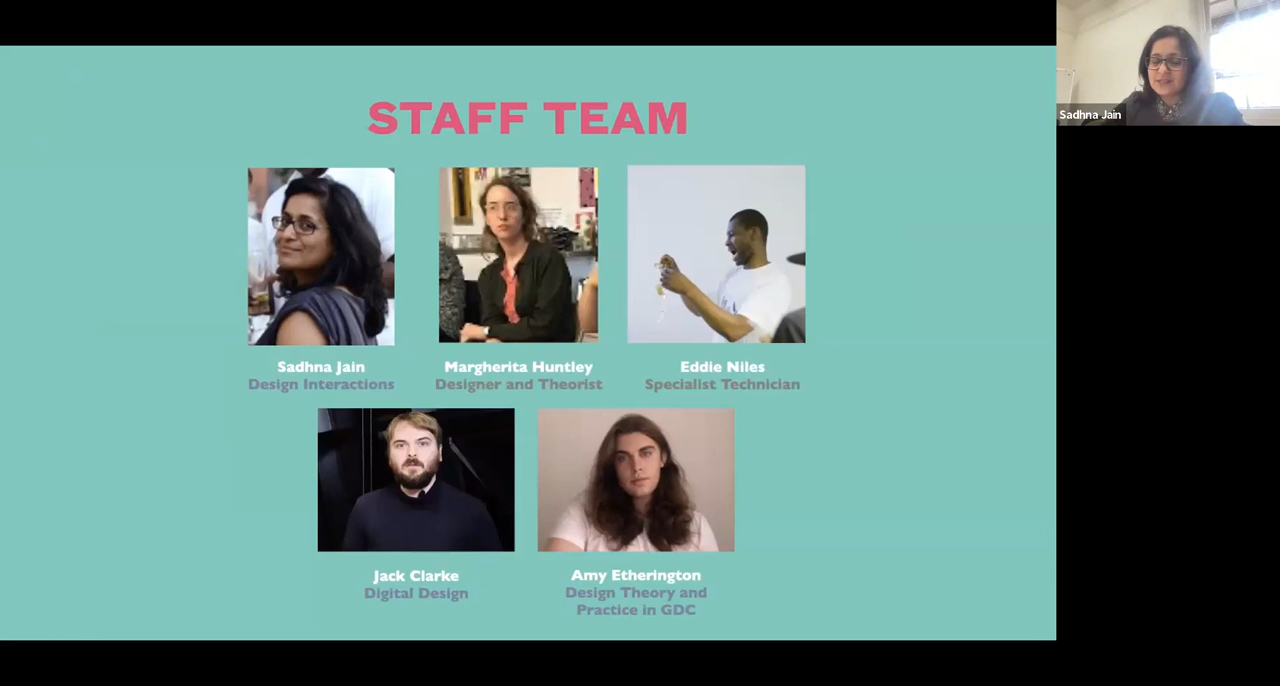 STAFF TEAM
Sadhna Jain
Sadhna Jain
Design Interactions
Margherita Huntley
Designer and Theorist
Eddie Niles
Specialist Technician
Jack Clarke
Digital Design
Amy Etherington
Design Theory and
Practice in GDC